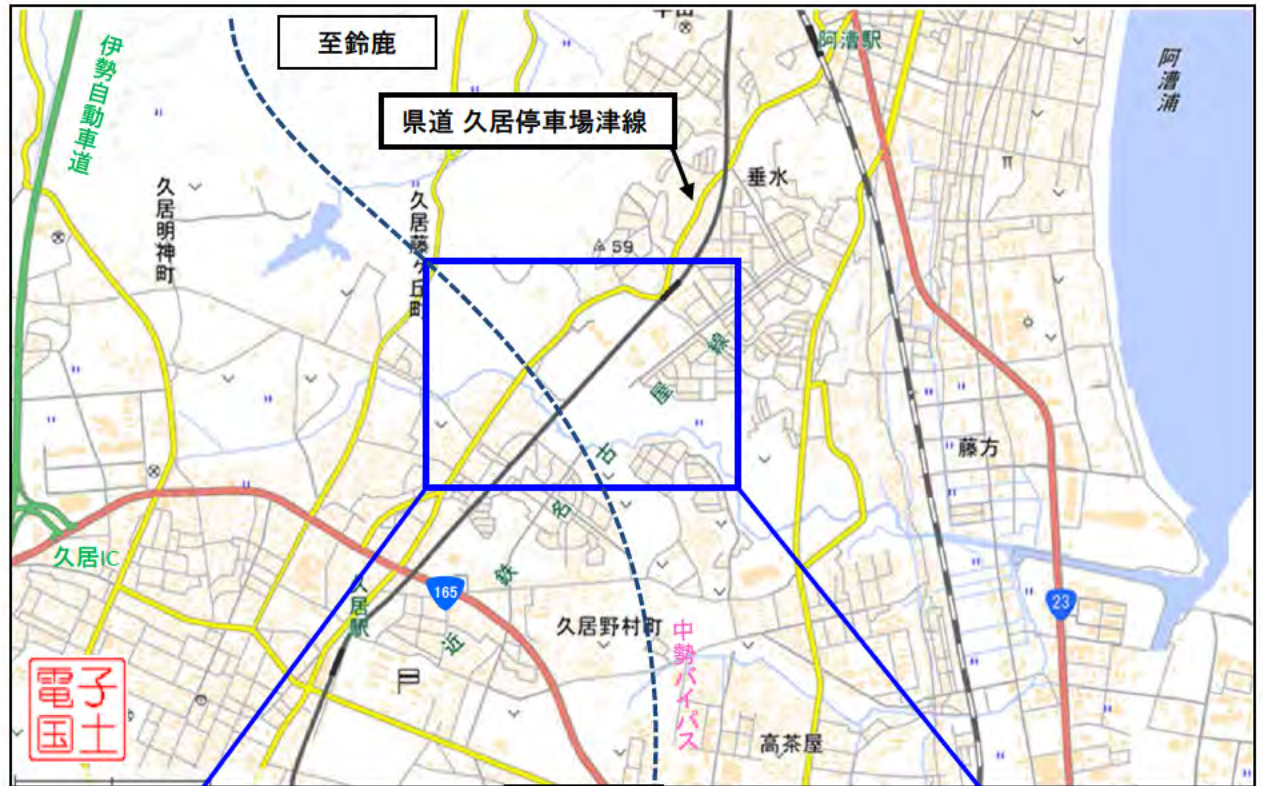 至鈴鹿
阿漕駅
伊勢自動車道
阿漕浦
県道 久居停車場津線
垂水
久居明神町
久居藤ケ丘町
59
近鉄名古屋線
藤方
久居IC
久居駅
165
23
久居野村町
中勢バイパス
高茶屋
電子
国土